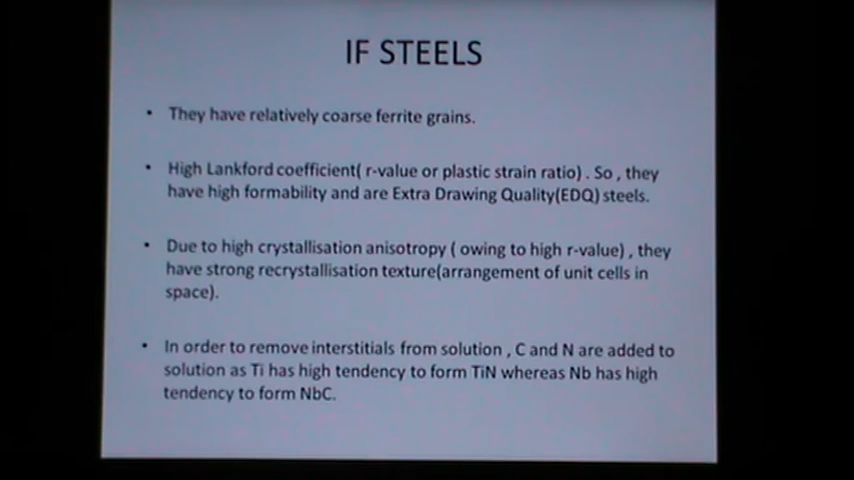 IF STEELS
• They have relatively coarse ferrite grains.
• High Lankford coefficient( r-value or plastic strain ratio) . So , they
have high formability and are Extra Drawing Quality(EDQ) steels.
• Due to high crystallisation anisotropy ( owing to high r-value) , they
have strong recrystallisation texture(arrangement of unit cells in
space).
• In order to remove interstitials from solution , C and N are added to
solution as Ti has high tendency to form TiN whereas Nb has high
tendency to form NbC.